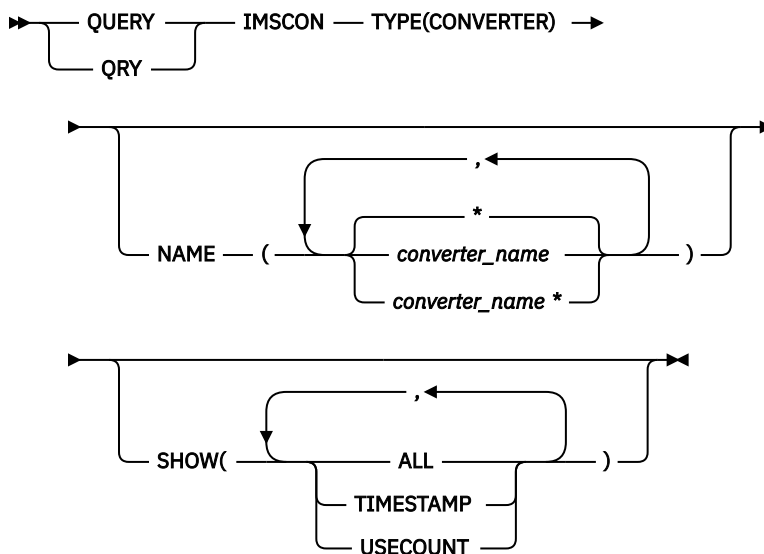 QUERY IMSCON TYPE(CONVERTER)
QRY
,
*
NAME ( converter_name )
converter_name *
,
SHOW( ALL )
TIMESTAMP
USECOUNT